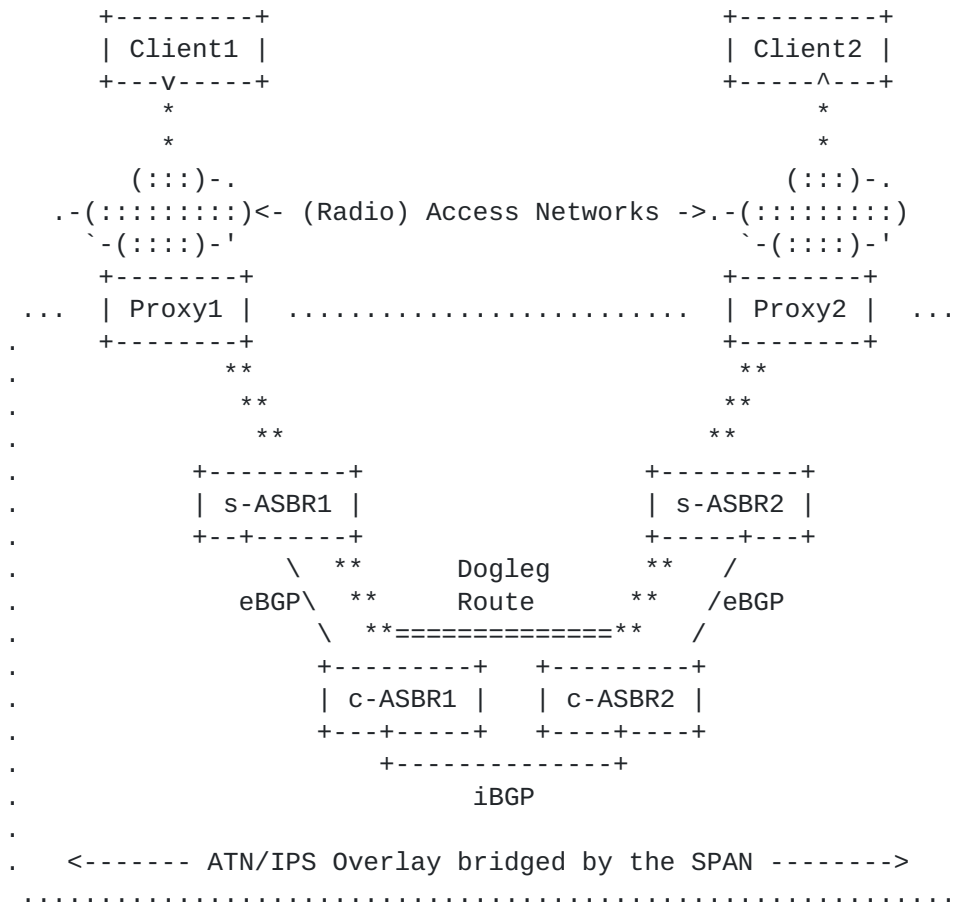 Client1 Client2
<- (Radio) Access Networks ->
Proxy1 Proxy2
s-ASBR1 s-ASBR2
Dogleg
eBGP Route eBGP
c-ASBR1 c-ASBR2
iBGP
<------- ATN/IPS Overlay bridged by the SPAN -------->